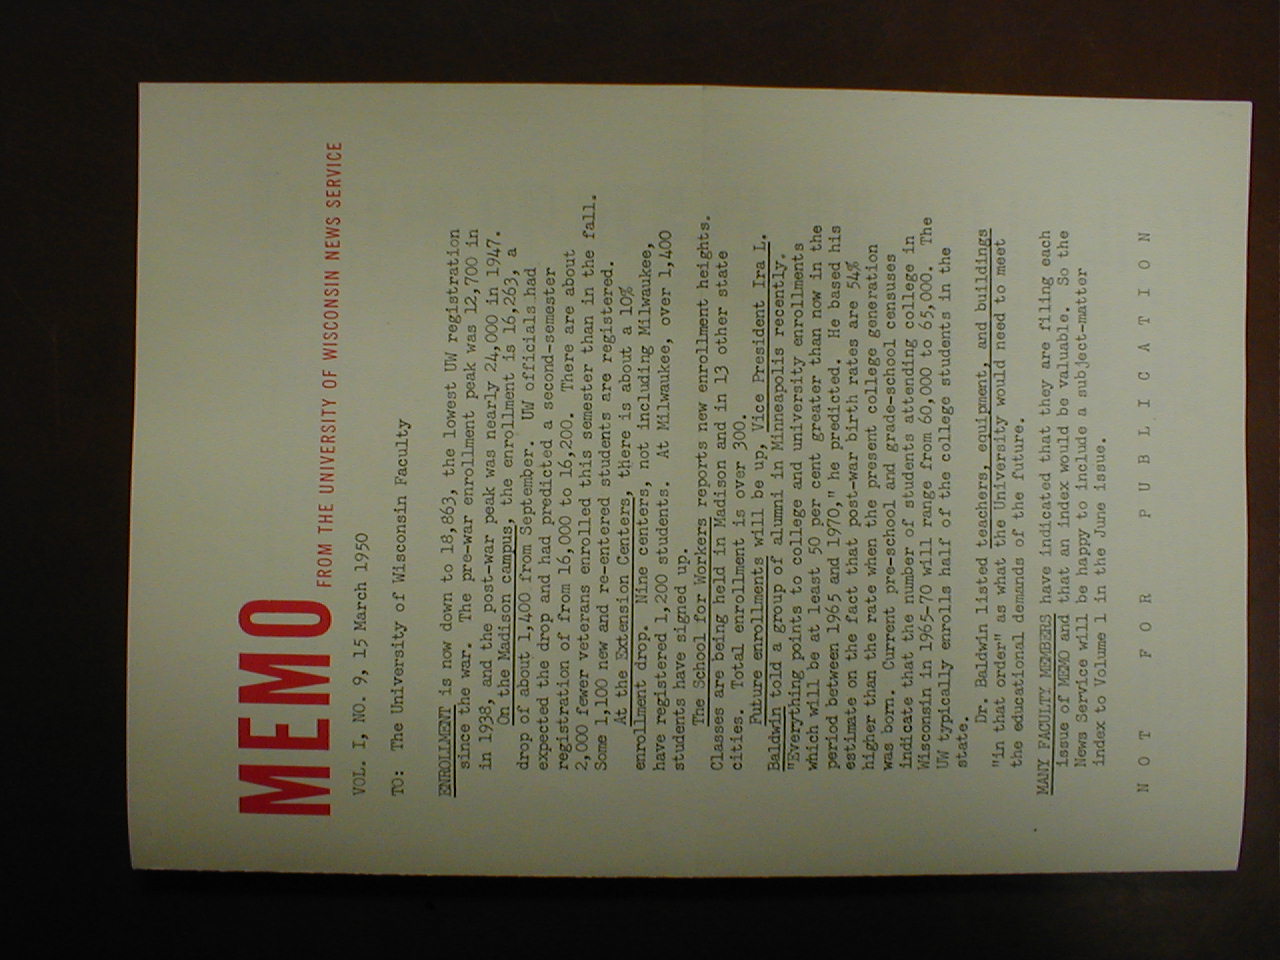 MEMO FROM THE UNIVERSITY OF WISCONSIN NEWS SERVICE
VOL. I, NO. 9, 15 March 1950
TO: The University of Wisconsin Faculty
ENROLLMENT is now down to 18,863, the lowest UW registration
since the war. The pre-war enrollment peak was 12,700 in
in 1938, and the post-war peak was nearly 24,000 in 1947.
On the Madison campus, the enrollment is 16,263, a
drop of about 1,400 from September. UW officials had
expected the drop and had predicted a second-semester
registration of from 16,000 to 16,200. There are about
2,000 fewer veterans enrolled this semester than in the fall.
Some 1,100 new and re-entered students are registered.
At the Extension Centers, there is about a 10%
enrollment drop. Nine centers, not including Milwaukee,
have registered 1,200 students. At Milwaukee, over 1,400
students have signed up.
The School for Workers reports new enrollment heights.
Classes are being held in Madison and in 13 other state
cities. Total enrollment is over 300.
Future enrollments will be up, Vice President Ira L.
Baldwin told a group of alumni in Minneapolis recently.
"Everything points to college and university enrollments
which will be at least 50 per cent greater than now in the
period between 1965 and 1970," he predicted. He based his
estimate on the fact that post-war birth rates are 54%
higher than the rate when the present college generation
was born. Current pre-school and grade-school censuses
indicate that the number of students attending college in
Wisconsin in 1965-70 will range from 60,000 to 65,000. The
UW typically enrolls half of the college students in the
state.
Dr. Baldwin listed teachers, equipment, and buildings
"in that order" as what the University would need to meet
the educational demands of the future.
MANY FACULTY MEMBERS have indicated that they are filing each
issue of MEMO and that an index would be valuable. So the
News Service will be happy to include a subject-matter
index to Volume 1 in the June issue.
N O T F O R P U B L I C A T I O N